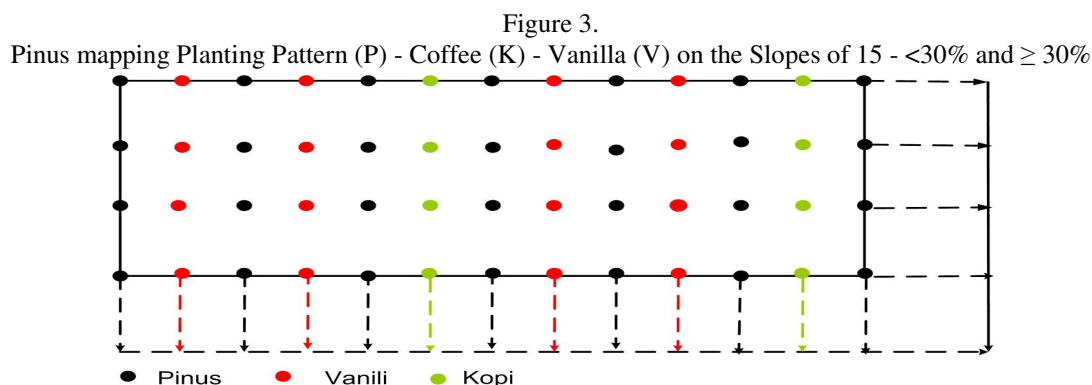 Figure 3.
Pinus mapping Planting Pattern (P) - Coffee (K) - Vanilla (V) on the Slopes of 15 - <30% and ≥ 30%
Pinus Vanili Kopi